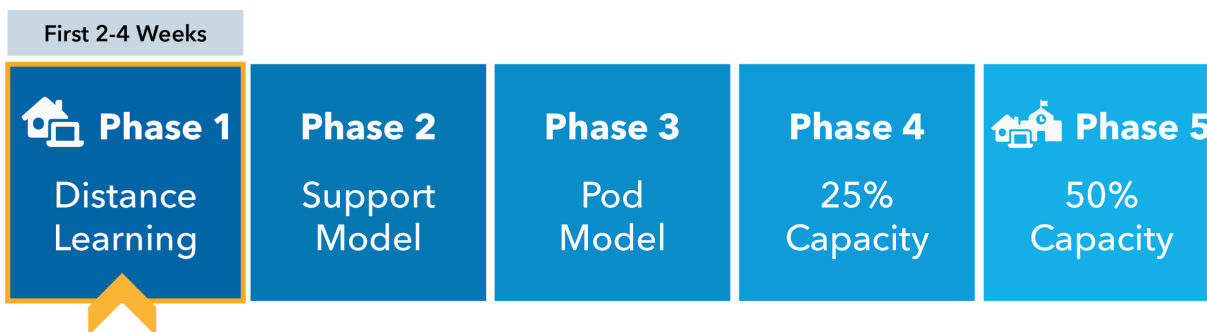 First 2-4 Weeks
Phase 1
Distance
Learning
Phase 2
Support
Model
Phase 3
Pod
Model
Phase 4
25%
Capacity
Phase 5
50%
Capacity